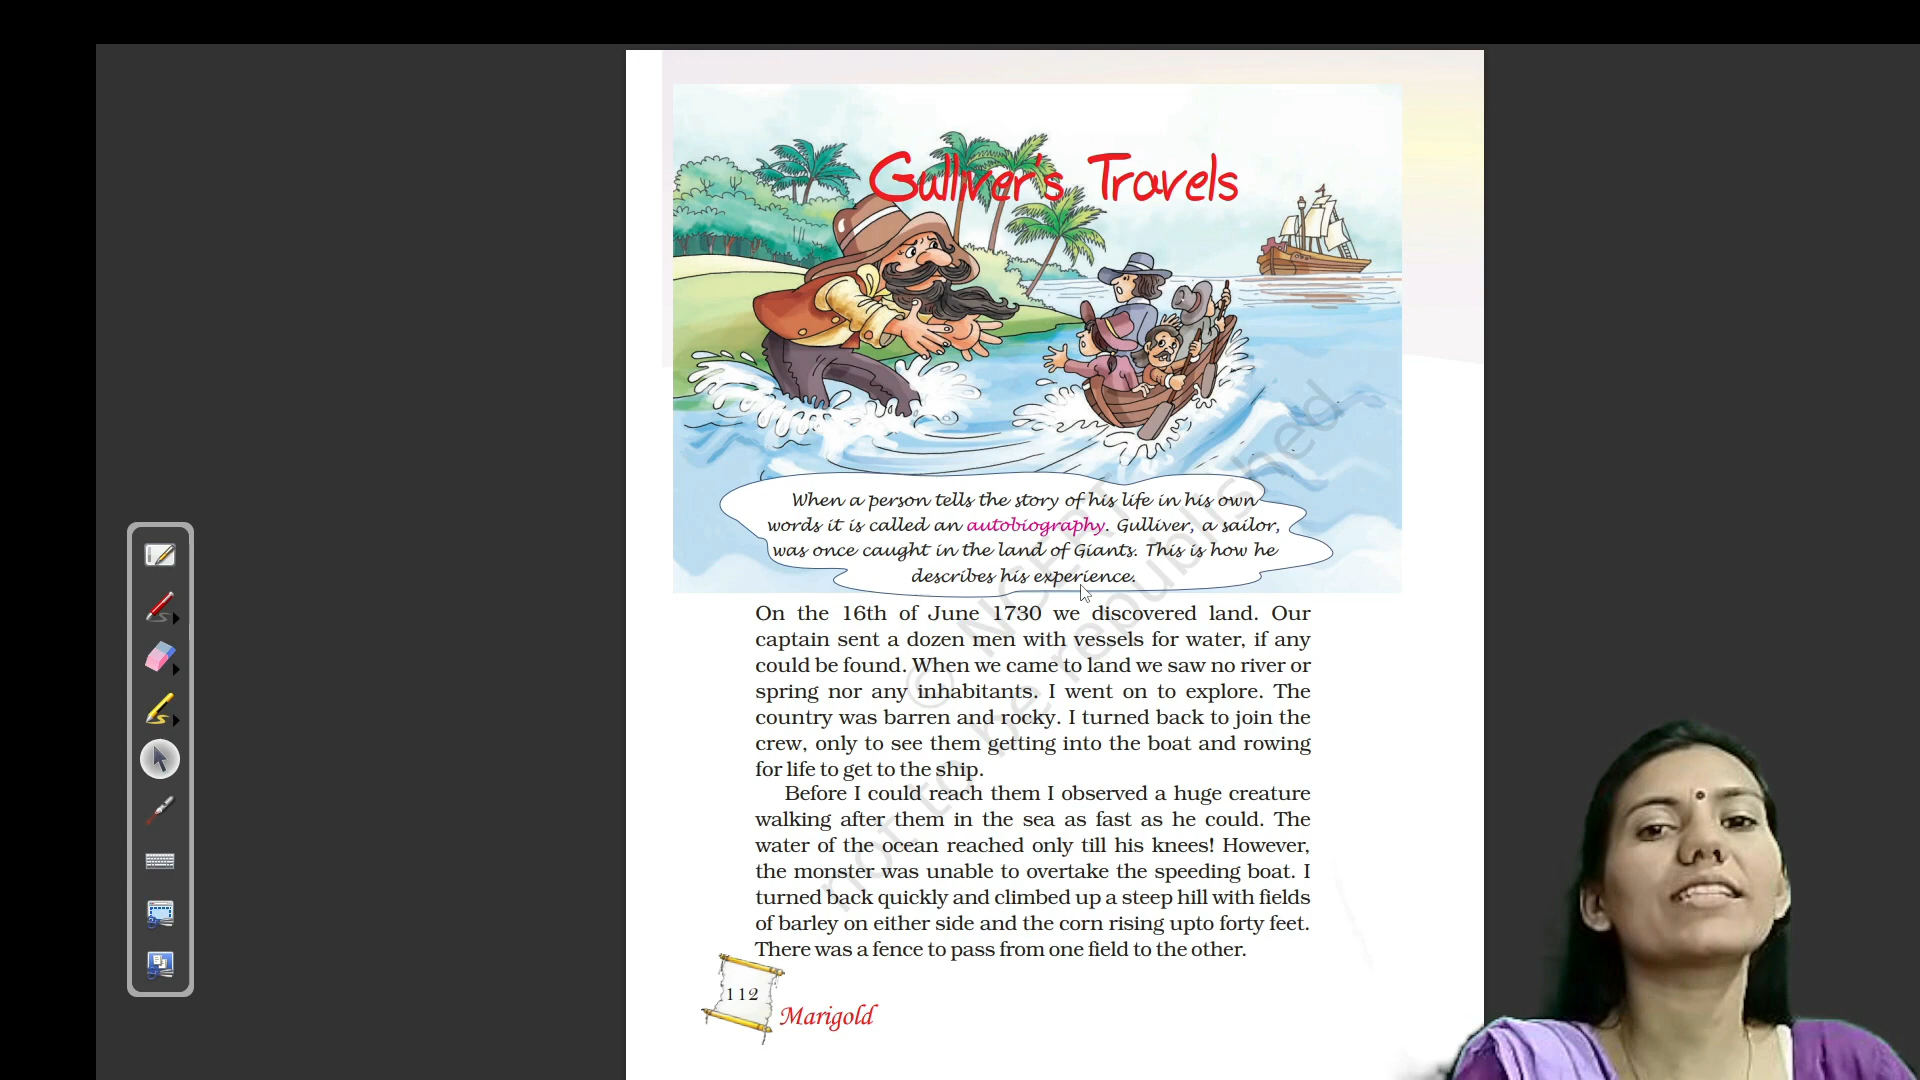 Gulliver's Travels
When a person tells the story of his life in his own
words it is called an autobiography. Gulliver, a sailor,
was once caught in the land of Giants. This is how he
describes his experience.
On the 16th of June 1730 we discovered land. Our
captain sent a dozen men with vessels for water, if any
could be found. When we came to land we saw no river or
spring nor any inhabitants. I went on to explore. The
country was barren and rocky. I turned back to join the
crew, only to see them getting into the boat and rowing
for life to get to the ship.
Before I could reach them I observed a huge creature
walking after them in the sea as fast as he could. The
water of the ocean reached only till his knees! However,
the monster was unable to overtake the speeding boat. I
turned back quickly and climbed up a steep hill with fields
of barley on either side and the corn rising upto forty feet.
There was a fence to pass from one field to the other.
112
Marigold
© NCERT
not to be republished